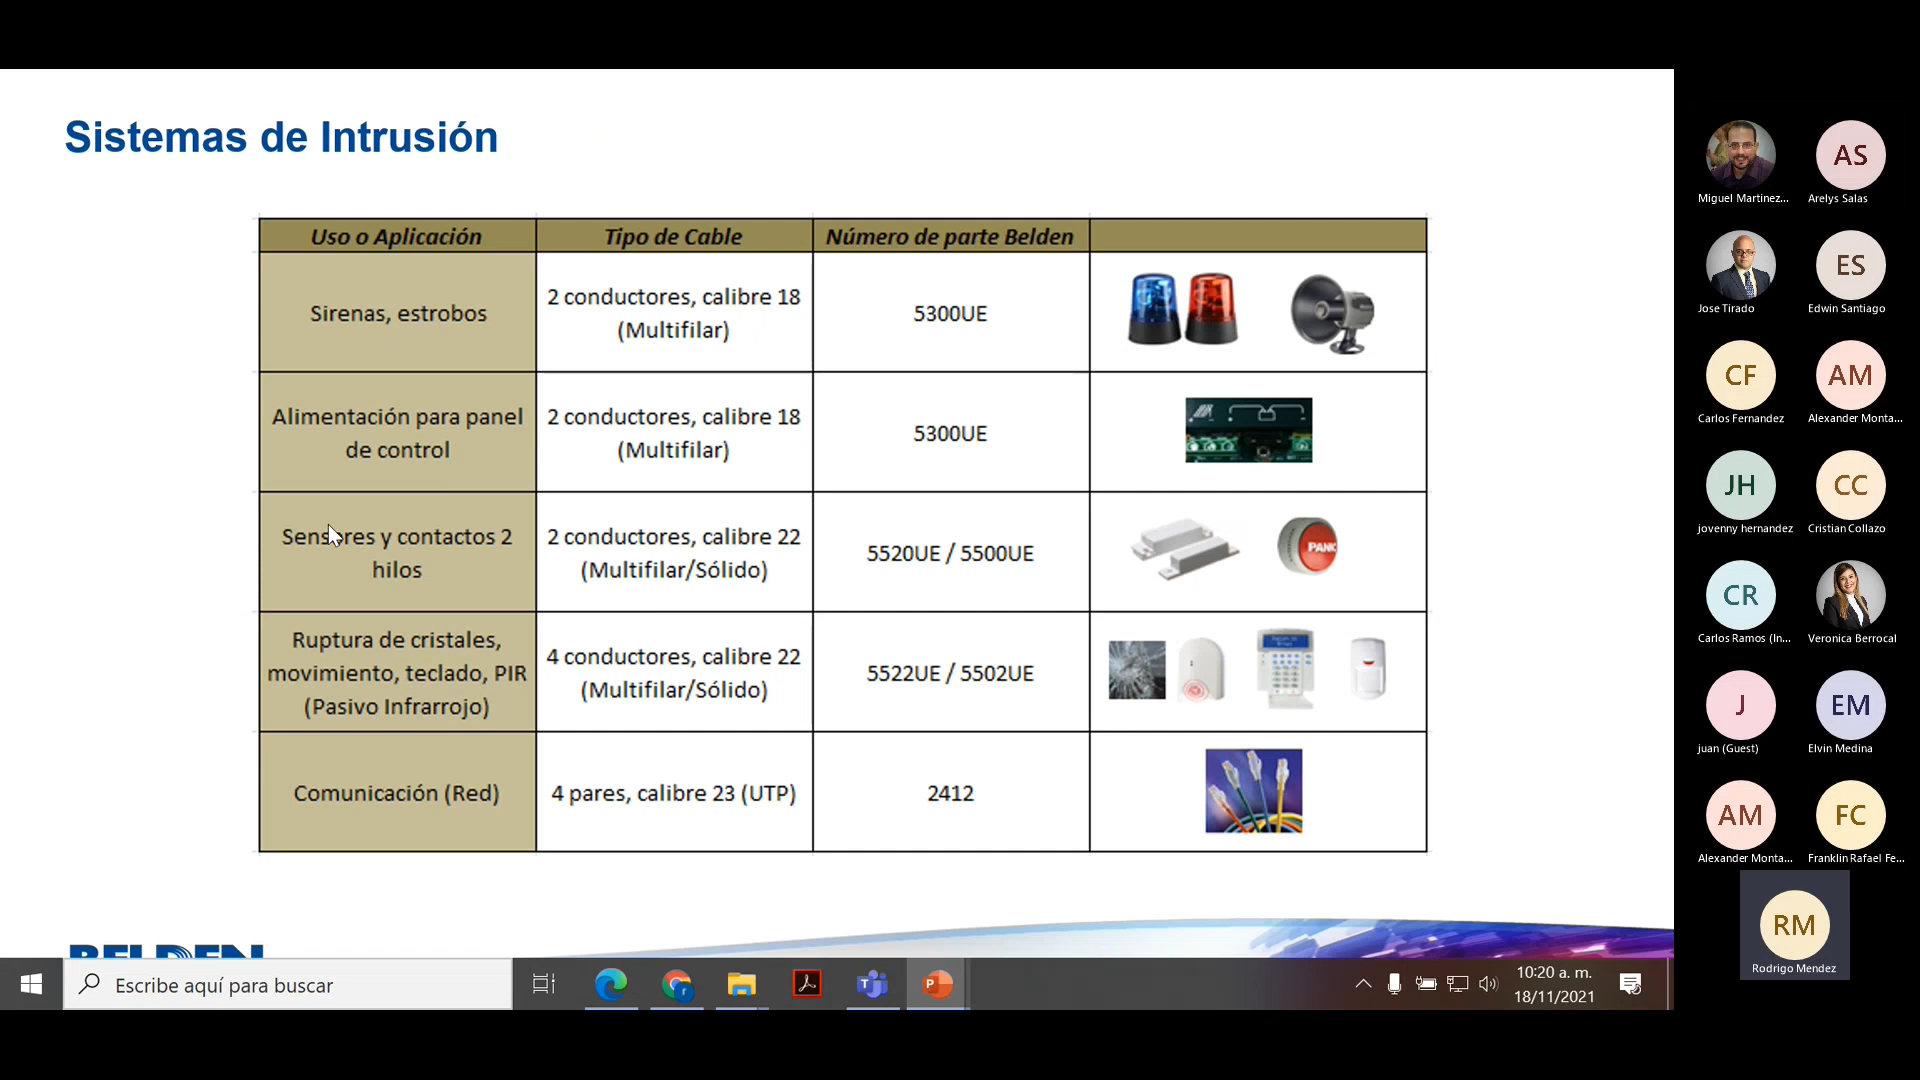 Sistemas de Intrusión
Uso o Aplicación
Tipo de Cable
Número de parte Belden
Sirenas, estrobos
2 conductores, calibre 18
(Multifilar)
5300UE
Alimentación para panel
de control
2 conductores, calibre 18
(Multifilar)
5300UE
Sensores y contactos 2
hilos
2 conductores, calibre 22
(Multifilar/Sólido)
5520UE / 5500UE
PANIC
Ruptura de cristales,
movimiento, teclado, PIR
(Pasivo Infrarrojo)
4 conductores, calibre 22
(Multifilar/Sólido)
5522UE / 5502UE
Comunicación (Red)
4 pares, calibre 23 (UTP)
2412
BELDEN
Escribe aquí para buscar
10:20 a. m.
18/11/2021
Miguel Martinez...
AS
Arelys Salas
Jose Tirado
ES
Edwin Santiago
CF
Carlos Fernandez
AM
Alexander Monta...
JH
jovenny hernandez
CC
Cristian Collazo
CR
Carlos Ramos (In...
Veronica Berrocal
J
juan (Guest)
EM
Elvin Medina
AM
Alexander Monta...
FC
Franklin Rafael Fe...
RM
Rodrigo Mendez